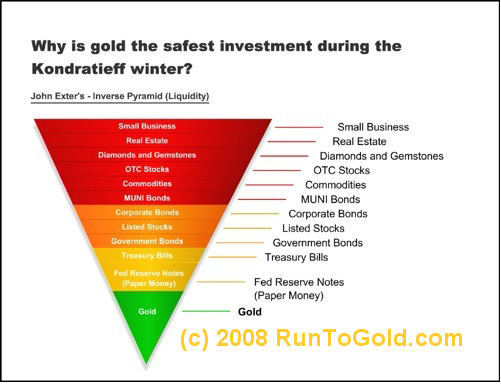 Why is gold the safest investment during the
Kondratieff winter?
John Exter's - Inverse Pyramid (Liquidity)
Small Business
Real Estate
Diamonds and Gemstones
OTC Stocks
Commodities
MUNI Bonds
Corporate Bonds
Listed Stocks
Government Bonds
Treasury Bills
Fed Reserve Notes
(Paper Money)
Gold
Small Business
Real Estate
Diamonds and Gemstones
OTC Stocks
Commodities
MUNI Bonds
Corporate Bonds
Listed Stocks
Government Bonds
Treasury Bills
Fed Reserve Notes
(Paper Money)
Gold
(c) 2008 RunToGold.com